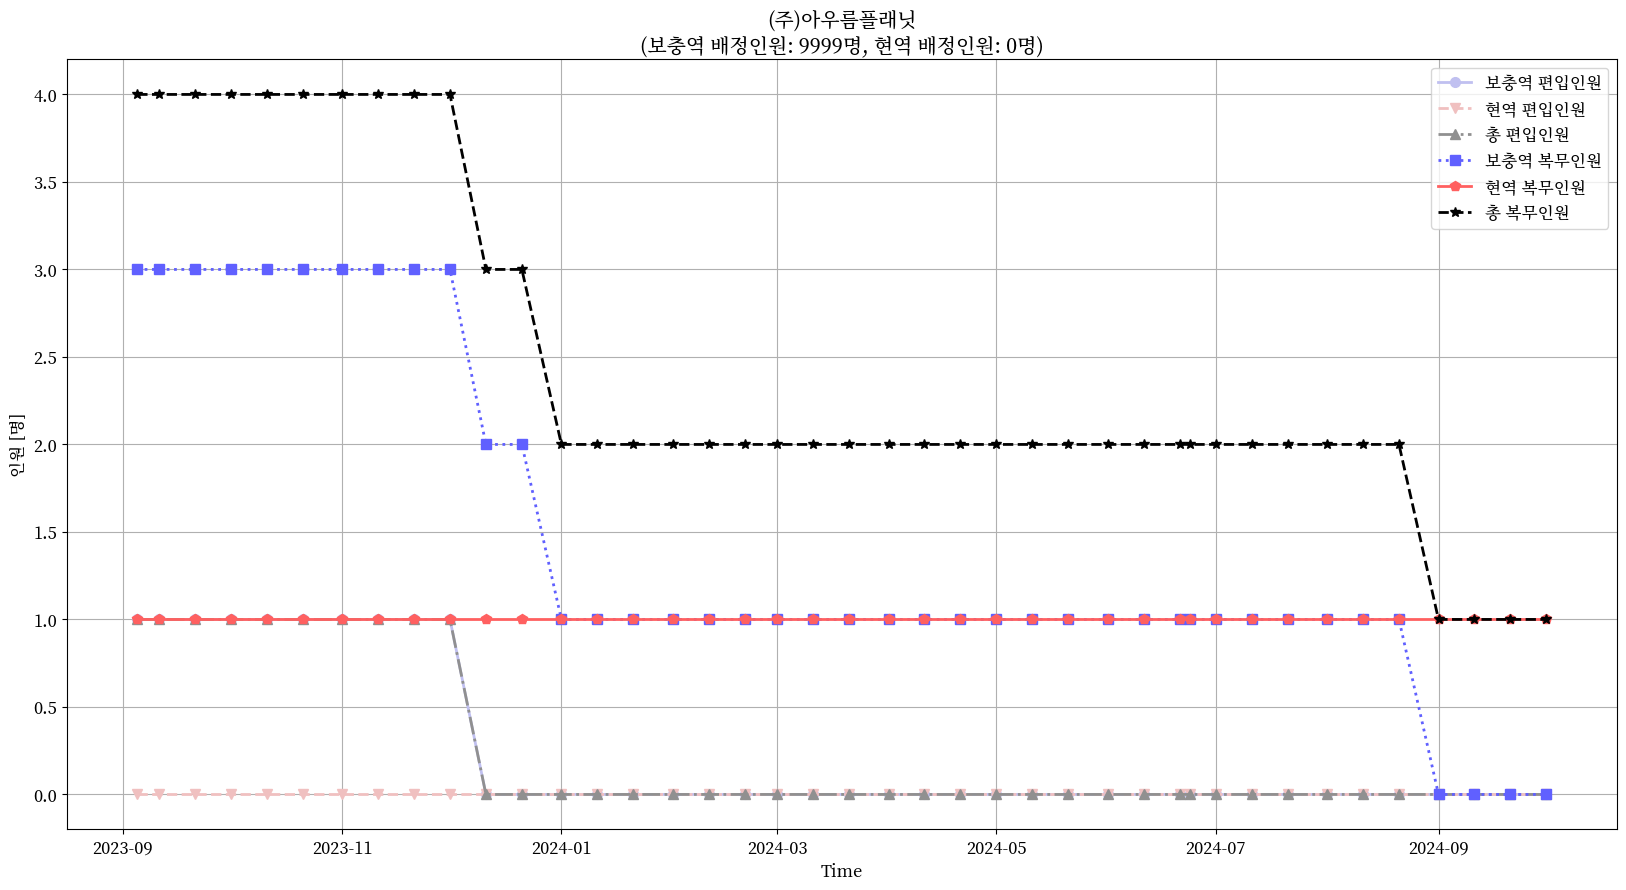 (주)아우름플래닛
(보충역 배정인원: 9999명, 현역 배정인원: 0명)
보충역 편입인원
현역 편입인원
총 편입인원
보충역 복무인원
현역 복무인원
총 복무인원
인원 [명]
4.0
3.5
3.0
2.5
2.0
1.5
1.0
0.5
0.0
2023-09 2023-11 2024-01 2024-03 2024-05 2024-07 2024-09
Time